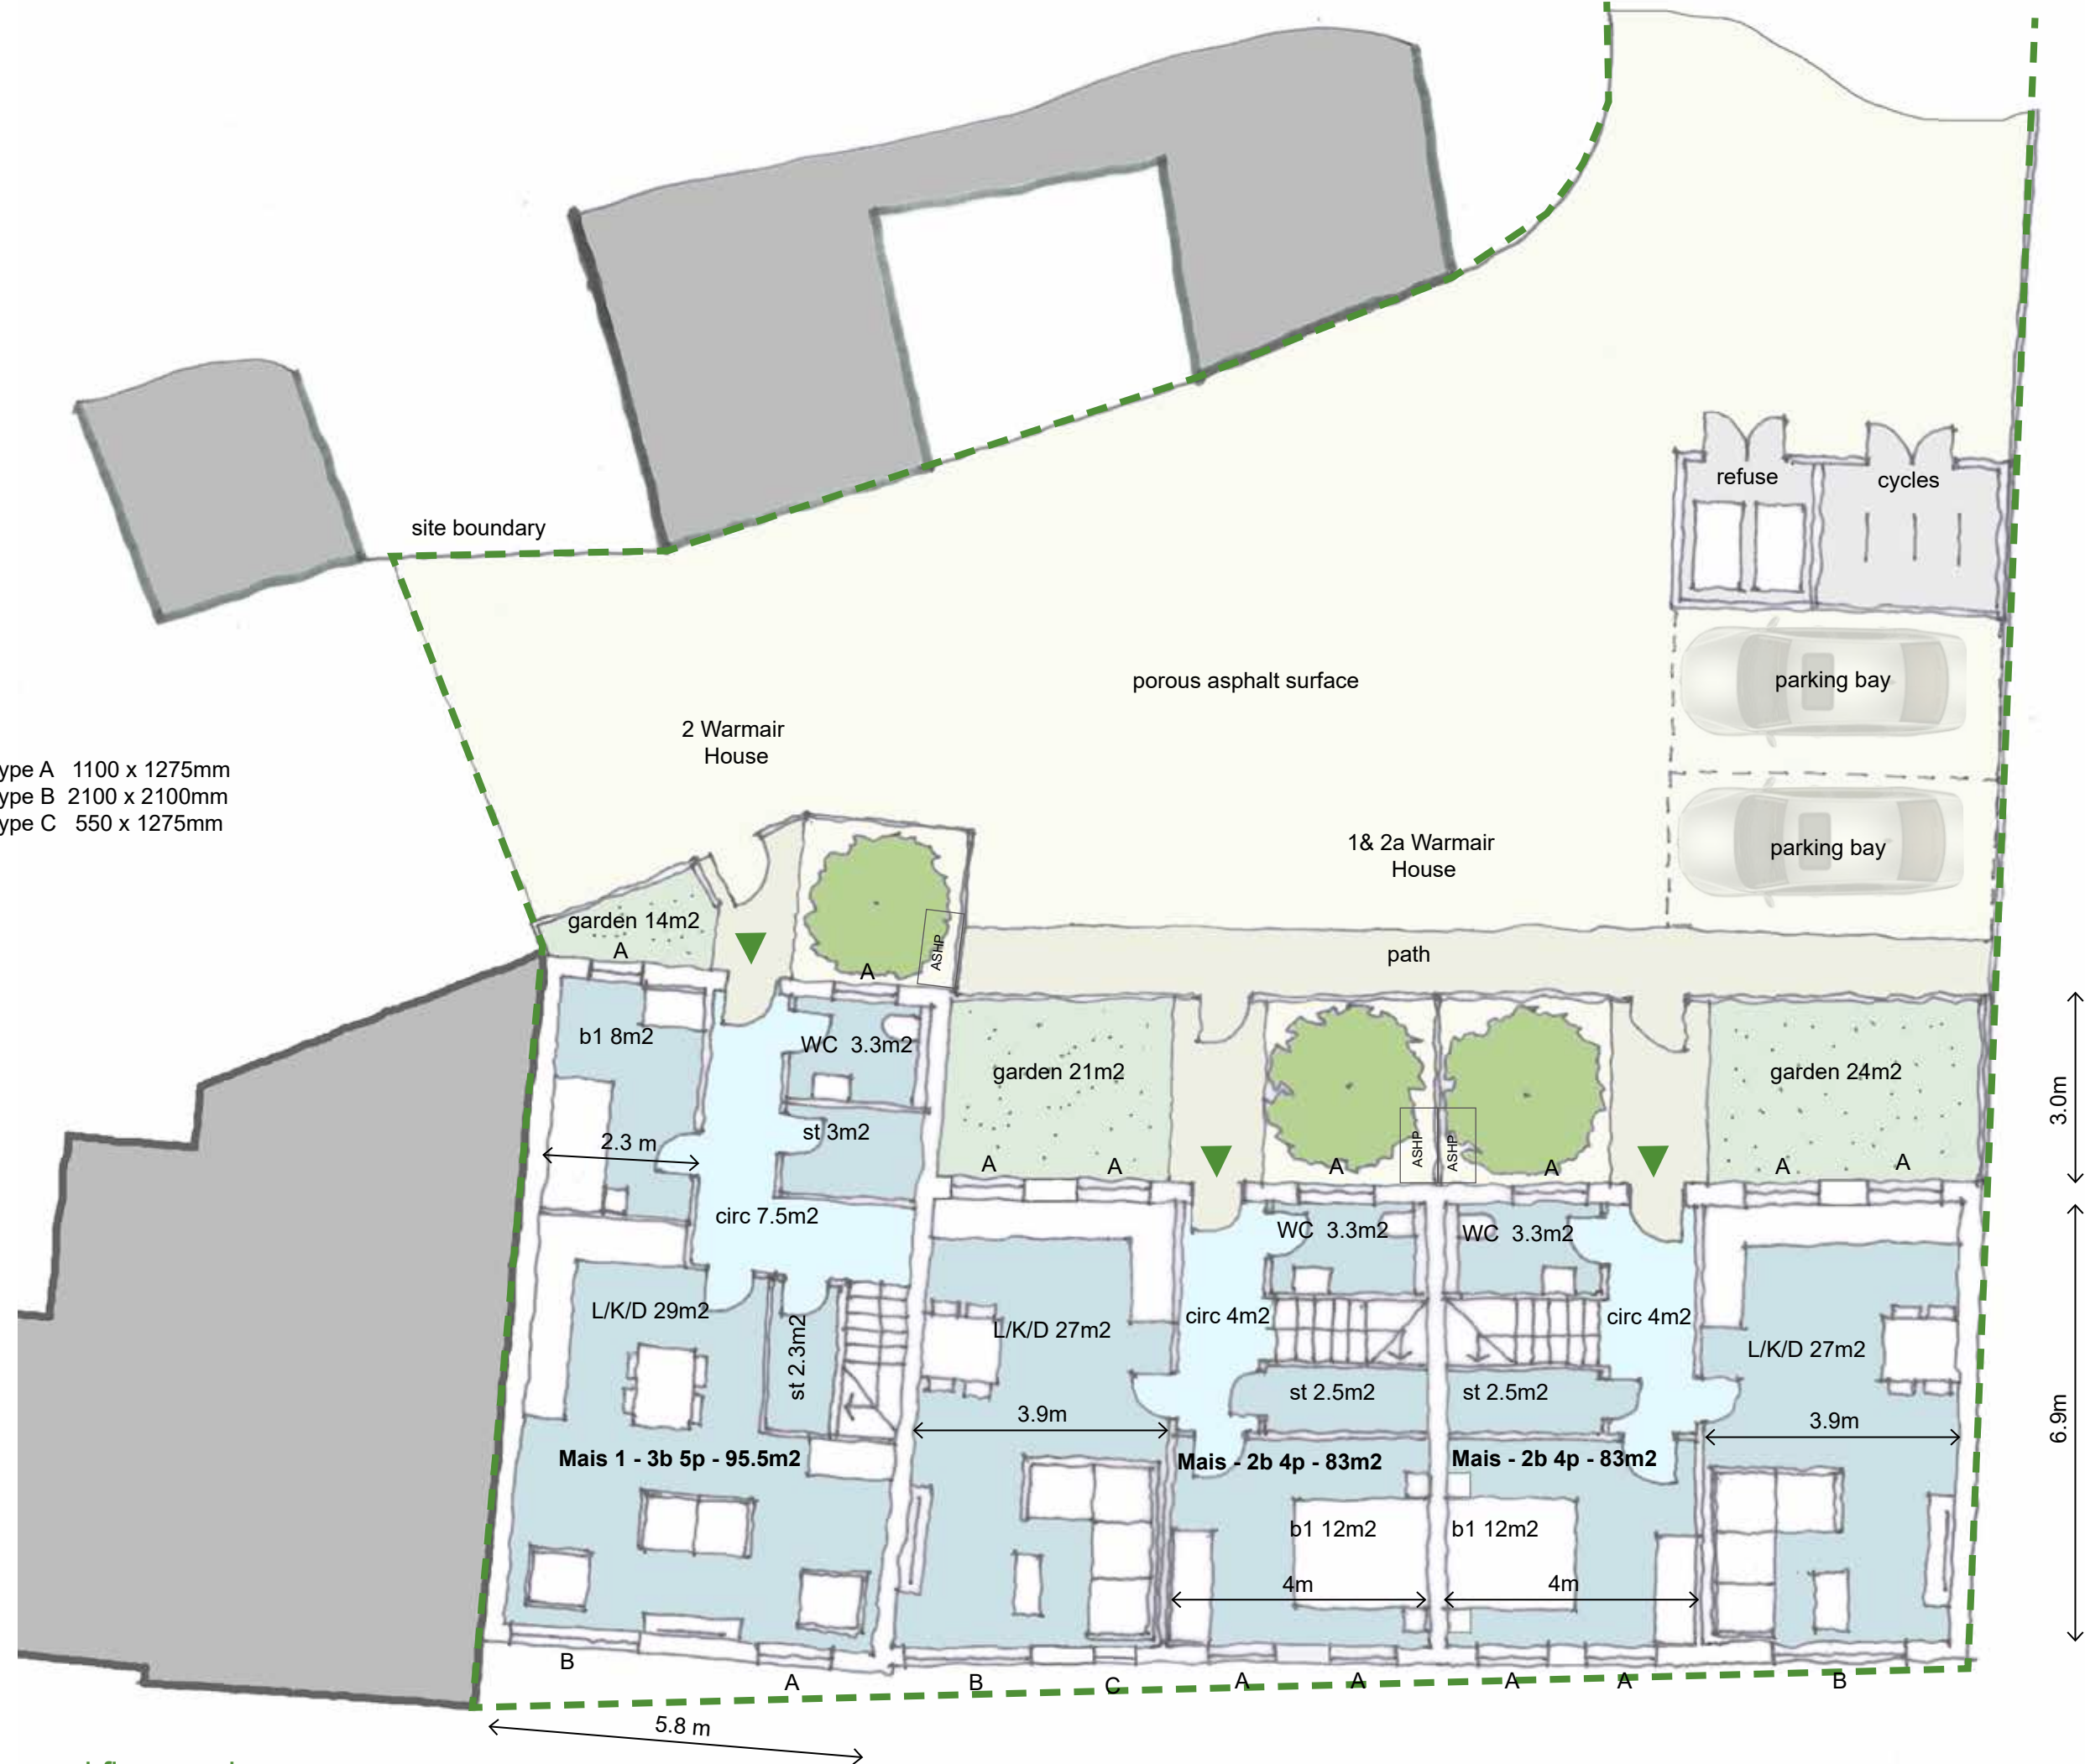 site boundary
refuse
cycles
parking bay
porous asphalt surface
2 Warmair
House
ype A 1100 x 1275mm
ype B 2100 x 2100mm
ype C 550 x 1275mm
1& 2a Warmair
House
parking bay
garden 14m2
A
A
ASHP
path
b1 8m2
WC 3.3m2
garden 21m2
garden 24m2
3.0m
st 3m2
2.3 m
A
A
A
ASHP
ASHP
A
A
A
circ 7.5m2
WC 3.3m2
WC 3.3m2
L/K/D 29m2
st 2.3m2
L/K/D 27m2
circ 4m2
circ 4m2
L/K/D 27m2
st 2.5m2
st 2.5m2
3.9m
3.9m
6.9m
Mais 1 - 3b 5p - 95.5m2
Mais - 2b 4p - 83m2
Mais - 2b 4p - 83m2
b1 12m2
b1 12m2
4m
4m
B
A
B
C
A
A
A
A
B
5.8 m